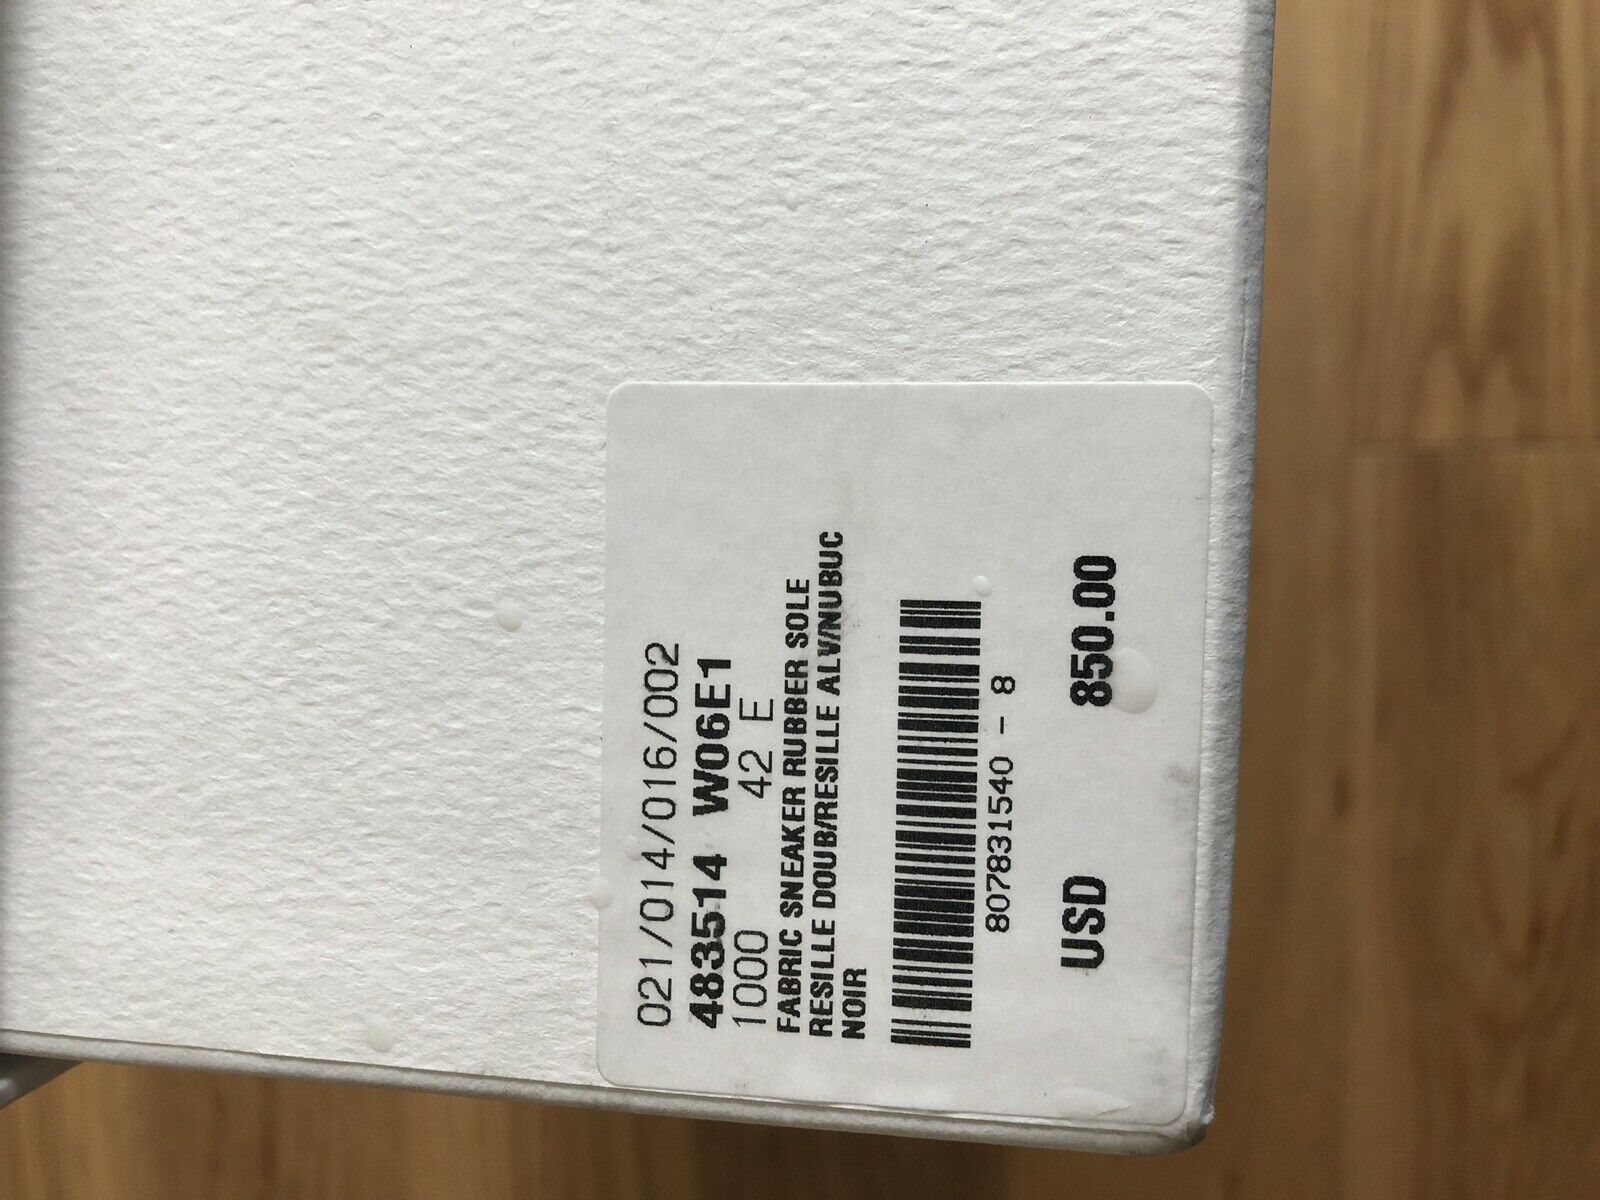 021/014/016/002
483514 W06E1
1000 42 E
FABRIC SNEAKER RUBBER SOLE
RESILLE DOUB/RESILLE ALV/NUBUC
NOIR
807831540 - 8
USD 850.00